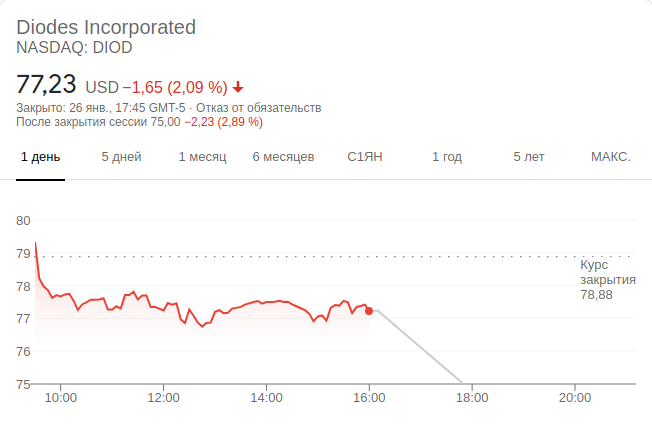 Diodes Incorporated
NASDAQ: DIOD
77,23 USD −1,65 (2,09 %)
Закрыто: 26 янв., 17:45 GMT-5 · Отказ от обязательств
После закрытия сессии 75,00 −2,23 (2,89 %)
1 день 5 дней 1 месяц 6 месяцев С1ЯН 1 год 5 лет МАКС.
80
79
78
77
76
75
Курс
закрытия
78,88
10:00 12:00 14:00 16:00 18:00 20:00